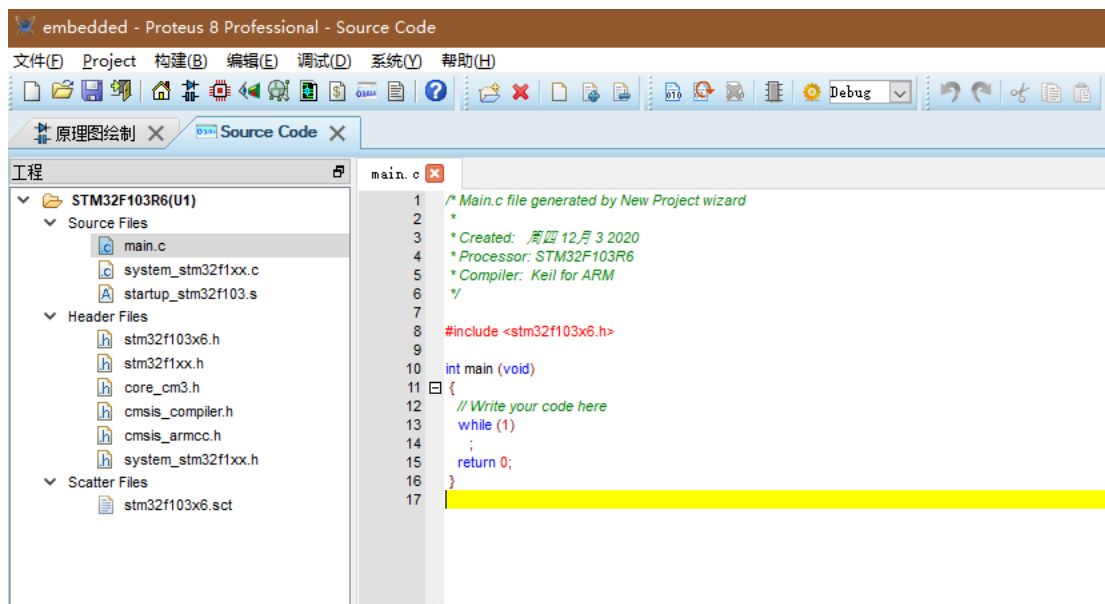 embedded - Proteus 8 Professional - Source Code
文件(F) Project 构建(B) 编辑(E) 调试(D) 系统(Y) 帮助(H)
Debug
原理图绘制 Source Code
工程
STM32F103R6(U1)
Source Files
main.c
system_stm32f1xx.c
startup_stm32f103.s
Header Files
stm32f103x6.h
stm32f1xx.h
core_cm3.h
cmsis_compiler.h
cmsis_armcc.h
system_stm32f1xx.h
Scatter Files
stm32f103x6.sct
main.c
1 /* Main.c file generated by New Project wizard
2 *
3 * Created: 周四 12月 3 2020
4 * Processor: STM32F103R6
5 * Compiler: Keil for ARM
6 */
7
8 #include <stm32f103x6.h>
9
10 int main (void)
11 {
12 // Write your code here
13 while (1)
14 ;
15 return 0;
16 }
17